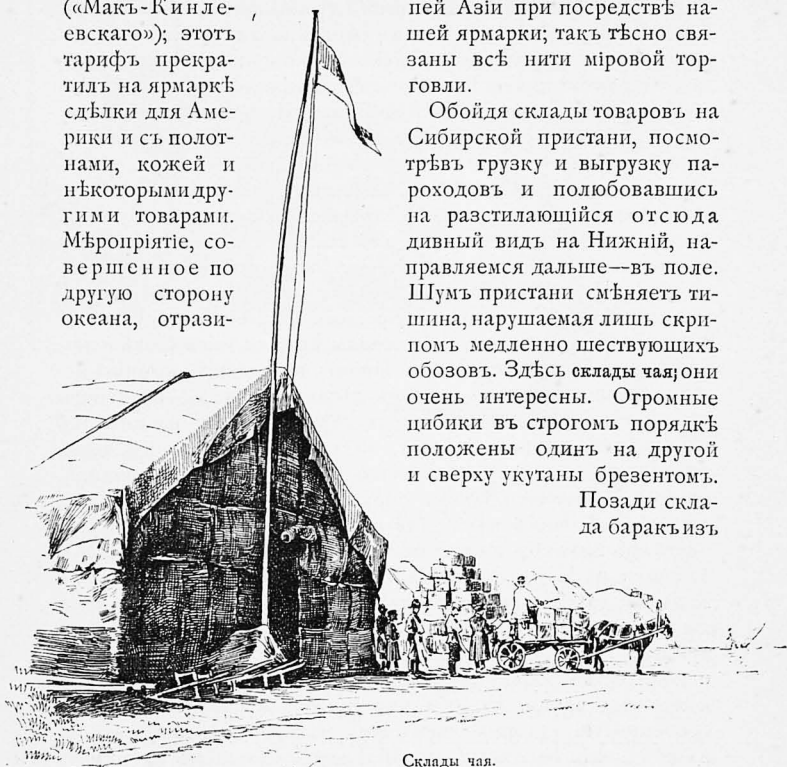 («Макъ-Кинле-
евскаго»); этотъ
тарифъ прекра-
тилъ на ярмаркѣ
сдѣлки для Аме-
рики и съ полот-
нами, кожей и
нѣкоторыми дру-
гими товарами.
Мѣропріятіе, со-
вершенное по
другую сторону
океана, отрази-
ней Азіи при посредствѣ на-
шей ярмарки; такъ тѣсно свя-
заны всѣ нити міровой тор-
говли.
Обойдя склады товаровъ на
Сибирской пристани, посмо-
трѣвъ грузку и выгрузку па-
роходовъ и полюбовавшись
на разстилающійся отсюда
дивный видъ на Нижній, на-
правляемся дальше—въ поле.
Шумъ пристани смѣняетъ ти-
шина, нарушаемая лишь скри-
помъ медленно шествующихъ
обозовъ. Здѣсь склады чая; они
очень интересны. Огромные
цибики въ строгомъ порядкѣ
положены одинъ на другой
и сверху укутаны брезентомъ.
Позади скла-
да баракъ изъ
Склады чая.